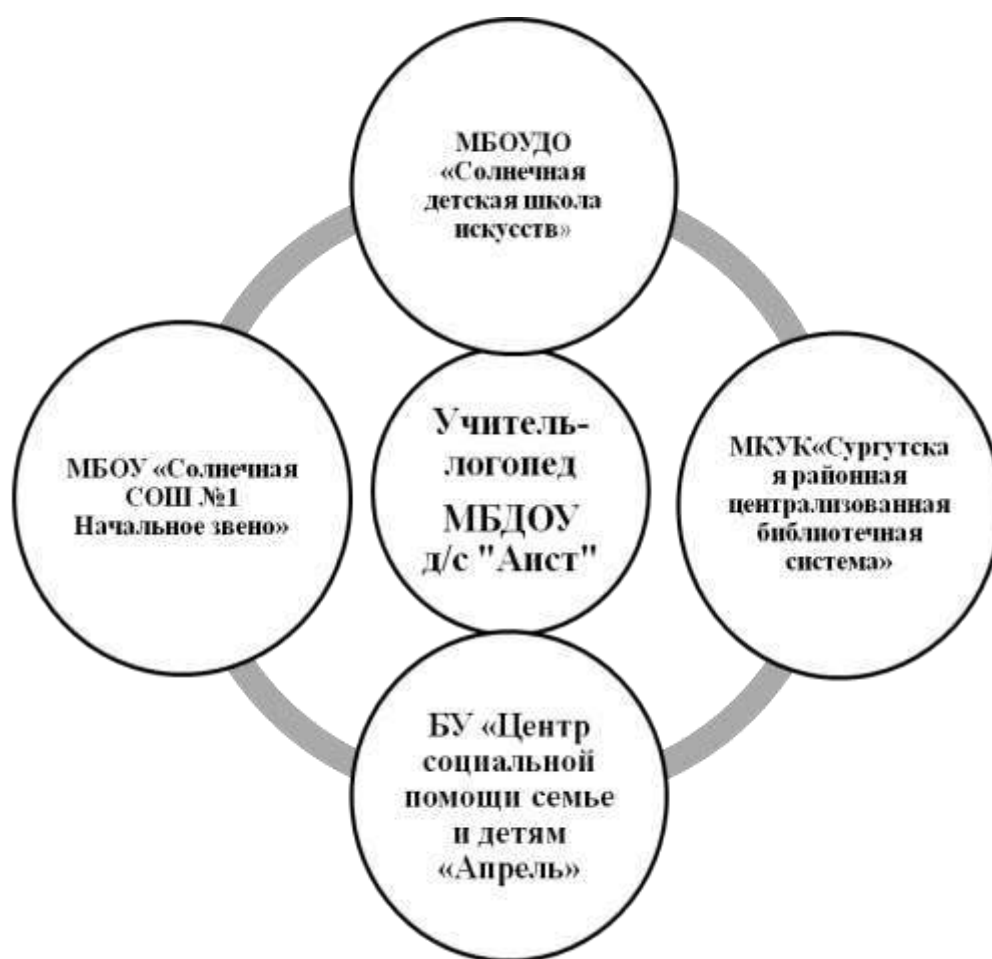 МБОУДО
«Солнечная
детская школа
искусств»
МБОУ «Солнечная
СОШ №1
Начальное звено»
Учитель-
логопед
МБДОУ
д/с "Аист"
МКУК«Сургутска
я районная
централизованная
библиотечная
система»
БУ «Центр
социальной
помощи семье
и детям
«Апрель»